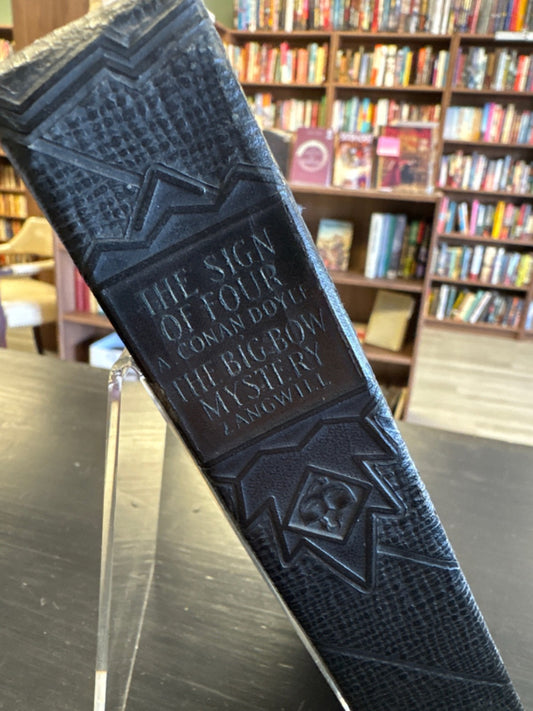 THE SIGN
OF FOUR
A CONAN DOYLE
THE BIG BOW
MYSTERY
ZANGWILL